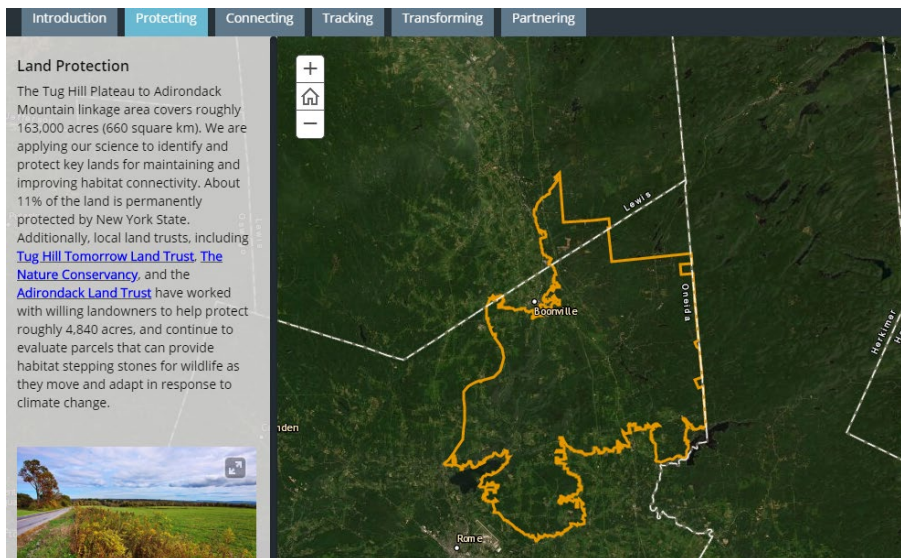 Introduction
Protecting
Connecting
Tracking
Transforming
Partnering
Land Protection
The Tug Hill Plateau to Adirondack
Mountain linkage area covers roughly
163,000 acres (660 square km). We are
applying our science to identify and
protect key lands for maintaining and
improving habitat connectivity. About
11% of the land is permanently
protected by New York State.
Additionally, local land trusts, including
Tug Hill Tomorrow Land Trust, The
Nature Conservancy, and the
Adirondack Land Trust have worked
with willing landowners to help protect
roughly 4,840 acres, and continue to
evaluate parcels that can provide
habitat stepping stones for wildlife as
they move and adapt in response to
climate change.
Lewis
Oneida
Boonville
Herkimer
Rome